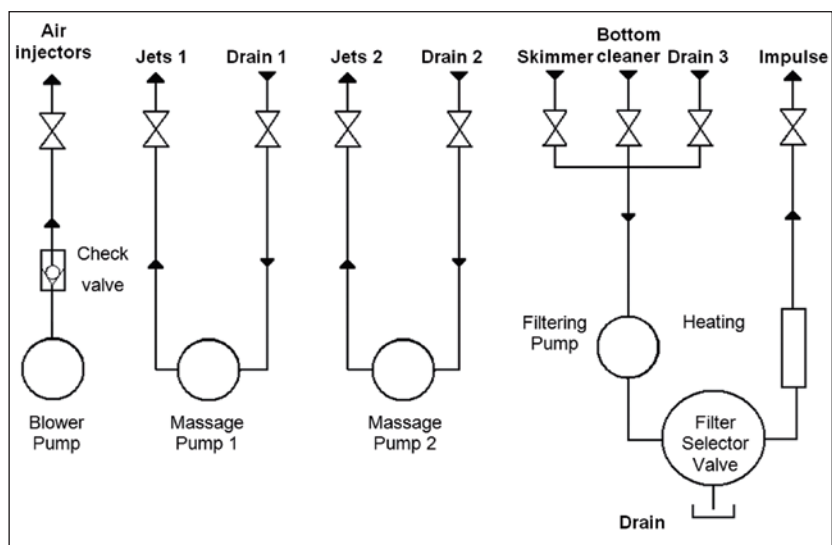 Air
injectors
Jets 1
Drain 1
Jets 2
Drain 2
Skimmer
Bottom
cleaner
Drain 3
Impulse
Check
valve
Blower
Pump
Massage
Pump 1
Massage
Pump 2
Filtering
Pump
Heating
Filter
Selector
Valve
Drain